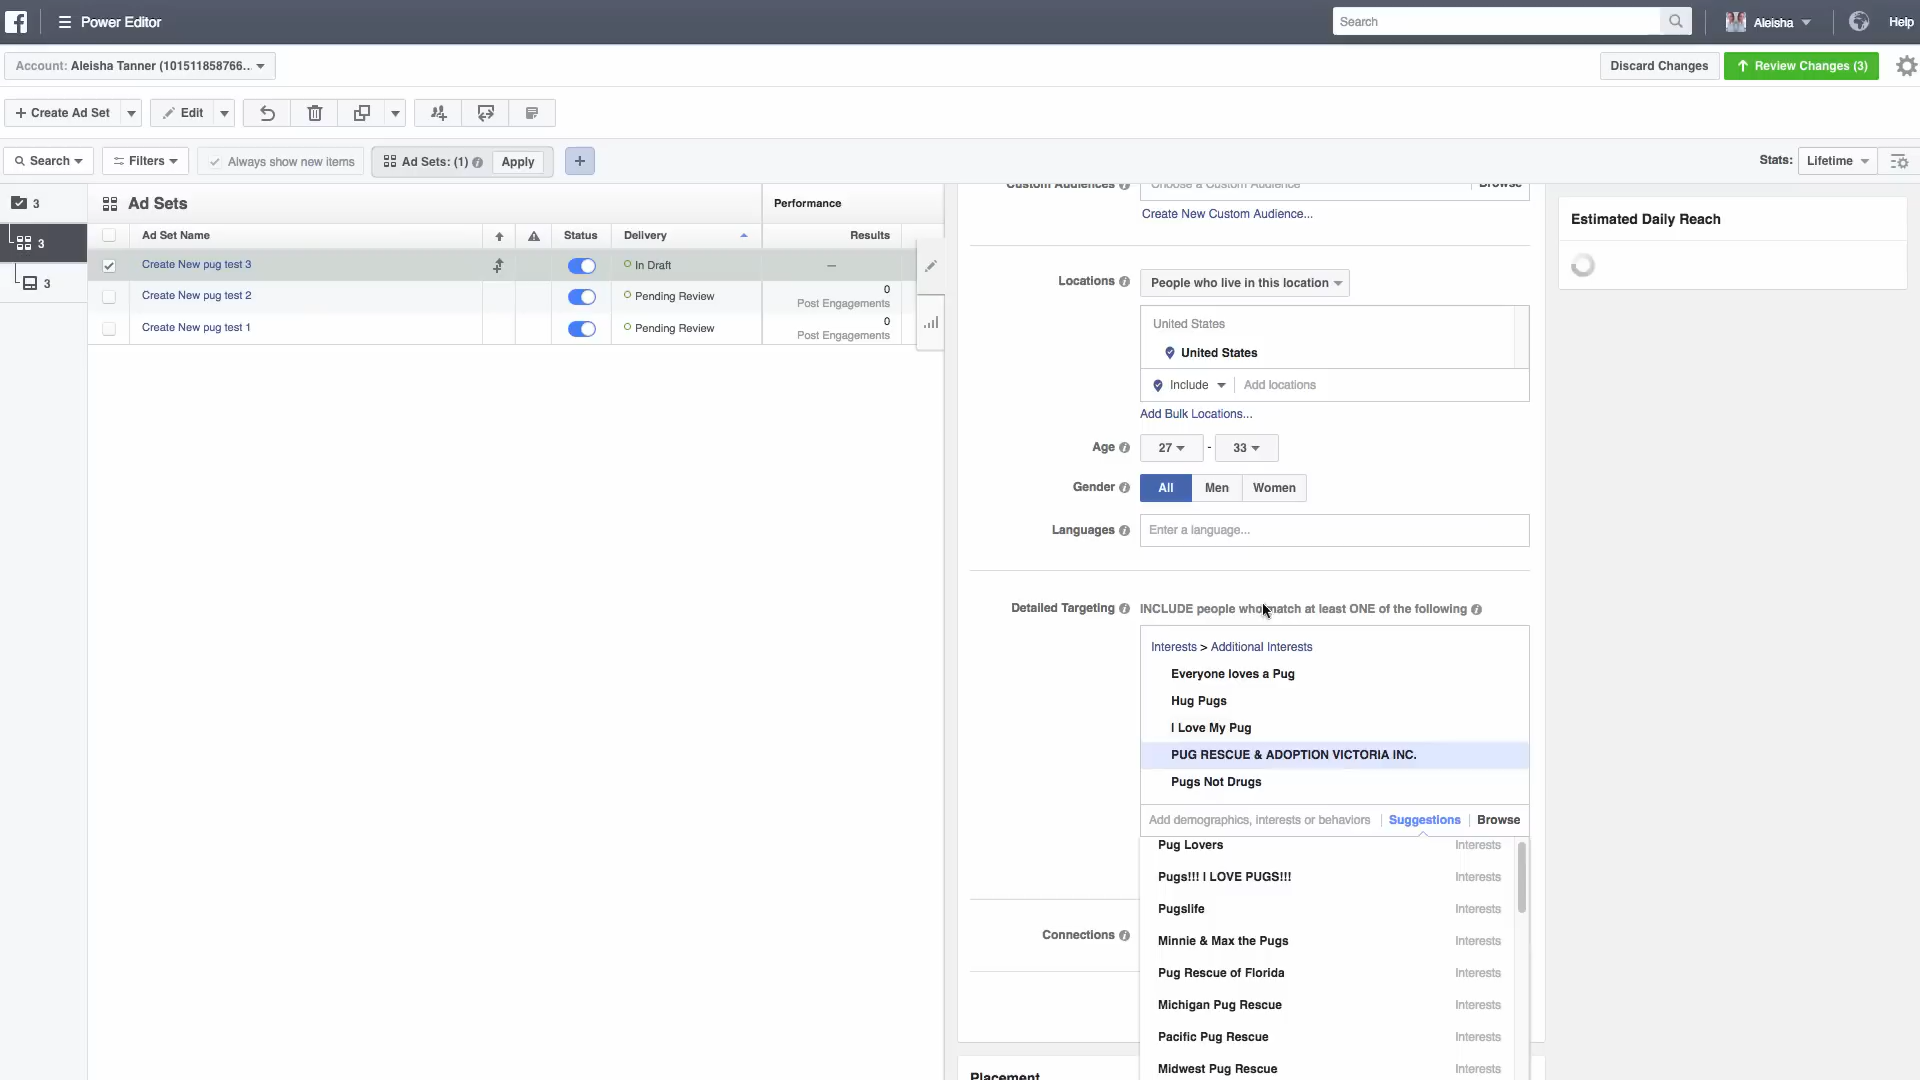 Power Editor
Search
Aleisha
Help
Account: Aleisha Tanner (101511858766...
Discard Changes
Review Changes (3)
+ Create Ad Set
Edit
Search
Filters
Always show new items
Ad Sets: (1)
Apply
+
Stats:
Lifetime
3
3
3
Ad Sets
Performance
Ad Set Name
Status
Delivery
Results
Create New pug test 3
In Draft
—
Create New pug test 2
Pending Review
0
Post Engagements
Create New pug test 1
Pending Review
0
Post Engagements
Custom Audiences
Choose a Custom Audience
Browse
Create New Custom Audience...
Locations
People who live in this location
United States
United States
Include
Add locations
Add Bulk Locations...
Age
27
-
33
Gender
All
Men
Women
Languages
Enter a language...
Detailed Targeting
INCLUDE people who match at least ONE of the following
Interests > Additional Interests
Everyone loves a Pug
Hug Pugs
I Love My Pug
PUG RESCUE & ADOPTION VICTORIA INC.
Pugs Not Drugs
Add demographics, interests or behaviors
Suggestions
Browse
Pug Lovers
Interests
Pugs!!! I LOVE PUGS!!!
Interests
Pugslife
Interests
Minnie & Max the Pugs
Interests
Pug Rescue of Florida
Interests
Michigan Pug Rescue
Interests
Pacific Pug Rescue
Interests
Midwest Pug Rescue
Interests
Connections
Placement
Estimated Daily Reach